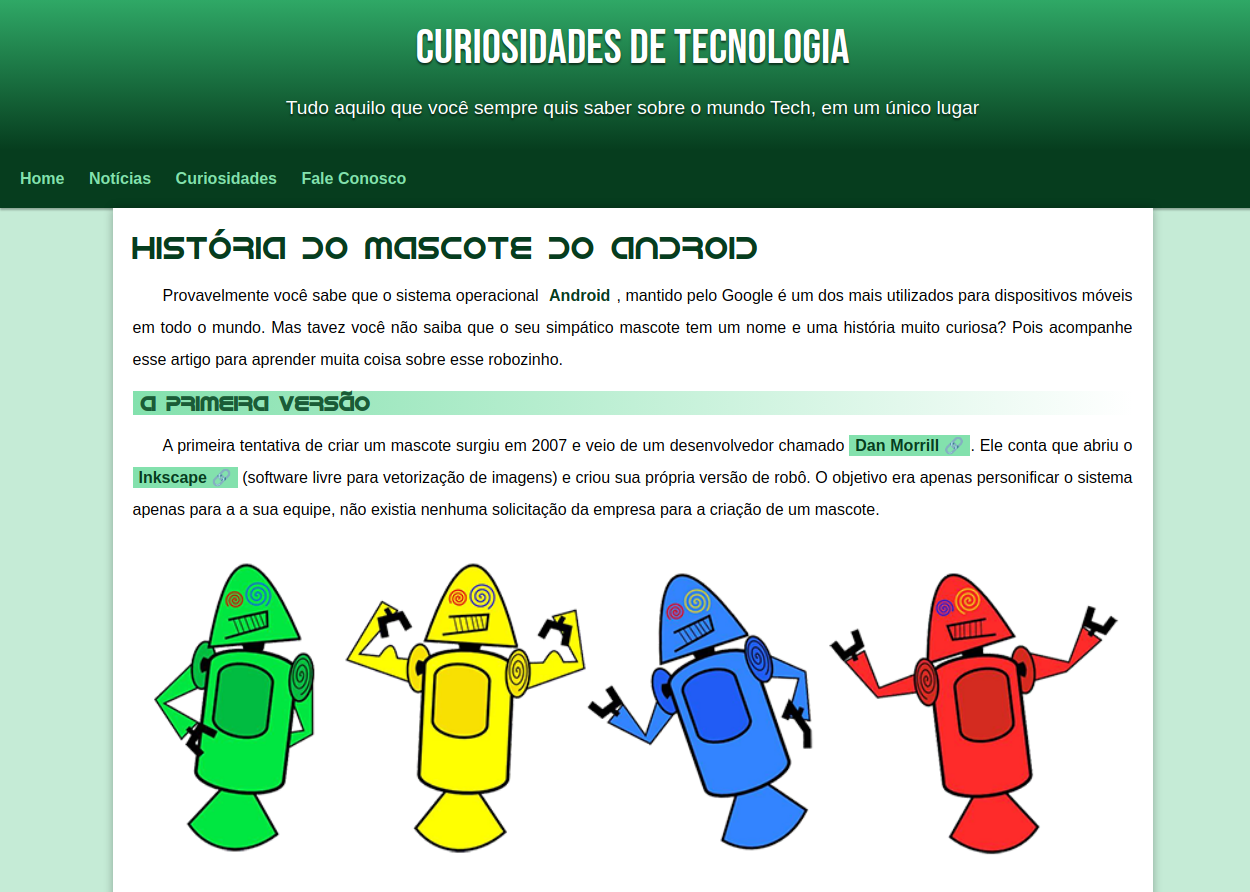 CURIOSIDADES DE TECNOLOGIA
Tudo aquilo que você sempre quis saber sobre o mundo Tech, em um único lugar
Home Notícias Curiosidades Fale Conosco
HISTÓRIA DO MASCOTE DO ANDROID
Provavelmente você sabe que o sistema operacional Android , mantido pelo Google é um dos mais utilizados para dispositivos móveis
em todo o mundo. Mas tavez você não saiba que o seu simpático mascote tem um nome e uma história muito curiosa? Pois acompanhe
esse artigo para aprender muita coisa sobre esse robozinho.
A PRIMEIRA VERSÃO
A primeira tentativa de criar um mascote surgiu em 2007 e veio de um desenvolvedor chamado Dan Morrill 🔗. Ele conta que abriu o
Inkscape 🔗 (software livre para vetorização de imagens) e criou sua própria versão de robô. O objetivo era apenas personificar o sistema
apenas para a a sua equipe, não existia nenhuma solicitação da empresa para a criação de um mascote.